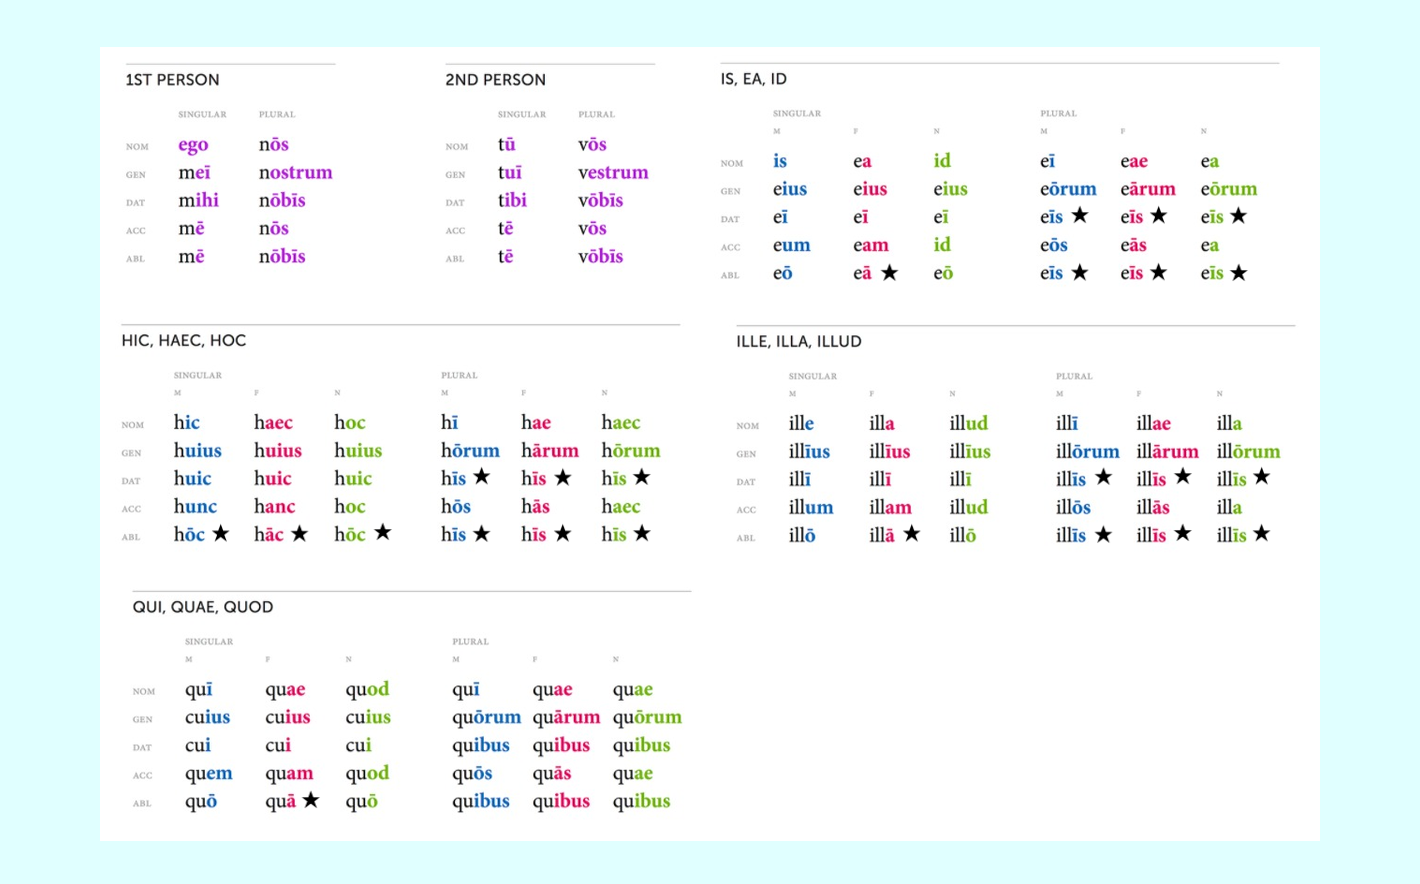 1ST PERSON
SINGULAR PLURAL
NOM ego nōs
GEN meī nostrum
DAT mihi nōbīs
ACC mē nōs
ABL mē nōbīs
2ND PERSON
SINGULAR PLURAL
NOM tū vōs
GEN tuī vestrum
DAT tibi vōbīs
ACC tē vōs
ABL tē vōbīs
IS, EA, ID
SINGULAR PLURAL
M F N M F N
NOM is ea id eī eae ea
GEN eius eius eius eōrum eārum eōrum
DAT eī eī eī eīs ★ eīs ★ eīs ★
ACC eum eam id eōs eās ea
ABL eō eā ★ eō eīs ★ eīs ★ eīs ★
HIC, HAEC, HOC
SINGULAR PLURAL
M F N M F N
NOM hic haec hoc hī hae haec
GEN huius huius huius hōrum hārum hōrum
DAT huic huic huic hīs ★ hīs ★ hīs ★
ACC hunc hanc hoc hōs hās haec
ABL hōc ★ hāc ★ hōc ★ hīs ★ hīs ★ hīs ★
ILLE, ILLA, ILLUD
SINGULAR PLURAL
M F N M F N
NOM ille illa illud illī illae illa
GEN illīus illīus illīus illōrum illārum illōrum
DAT illī illī illī illīs ★ illīs ★ illīs ★
ACC illum illam illud illōs illās illa
ABL illō illā ★ illō illīs ★ illīs ★ illīs ★
QUI, QUAE, QUOD
SINGULAR PLURAL
M F N M F N
NOM quī quae quod quī quae quae
GEN cuius cuius cuius quōrum quārum quōrum
DAT cui cui cui quibus quibus quibus
ACC quem quam quod quōs quās quae
ABL quō quā ★ quō quibus quibus quibus